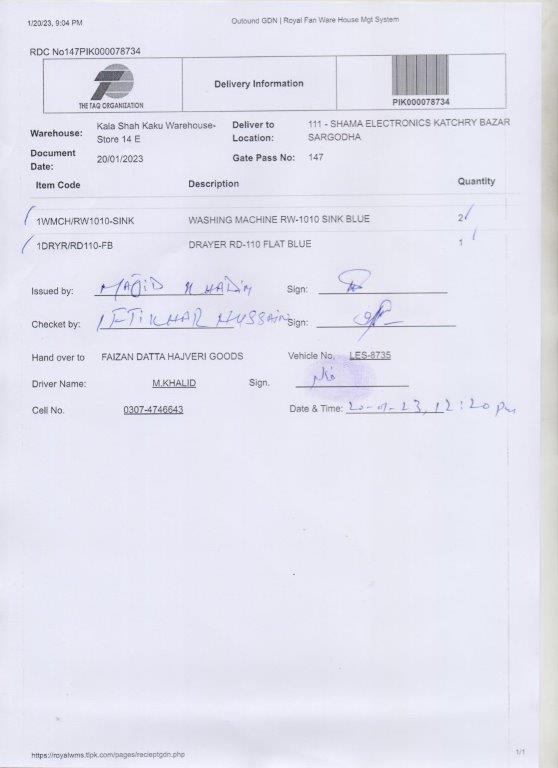 1/20/23, 9:04 PM Outound GDN | Royal Fan Ware House Mgt System
RDC No147PIK000078734
THE TAQ ORGANIZATION
Delivery Information
PIK000078734
Warehouse: Kala Shah Kaku Warehouse-Store 14 E Deliver to Location: 111 - SHAMA ELECTRONICS KATCHRY BAZAR SARGODHA
Document Date: 20/01/2023 Gate Pass No: 147
Item Code Description Quantity
1WMCH/RW1010-SINK WASHING MACHINE RW-1010 SINK BLUE 2
1DRYR/RD110-FB DRAYER RD-110 FLAT BLUE 1
Issued by: MAJID KHADIM Sign:
Checket by: IFTIKHAR HUSSAIN Sign:
Hand over to FAIZAN DATTA HAJVERI GOODS Vehicle No. LES-8735
Driver Name: M.KHALID Sign.
Cell No. 0307-4746643 Date & Time: 20-01-23, 12:20 pm
https://royalwms.tlpk.com/pages/recieptgdn.php 1/1